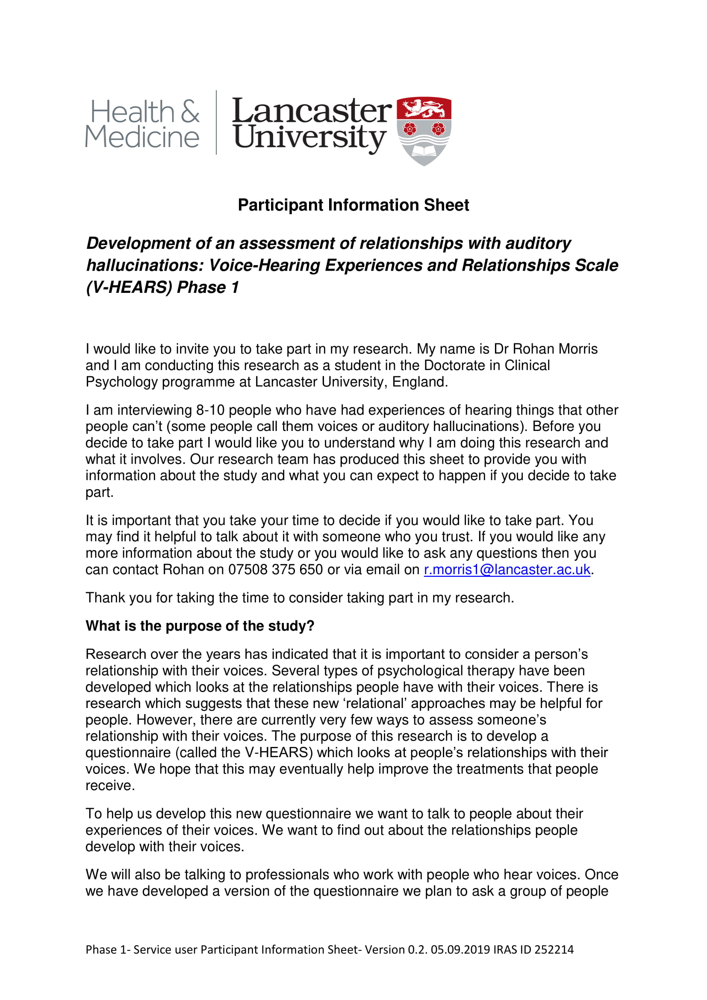 Health &
Medicine
Lancaster
University
Participant Information Sheet
Development of an assessment of relationships with auditory
hallucinations: Voice-Hearing Experiences and Relationships Scale
(V-HEARS) Phase 1
I would like to invite you to take part in my research. My name is Dr Rohan Morris
and I am conducting this research as a student in the Doctorate in Clinical
Psychology programme at Lancaster University, England.
I am interviewing 8-10 people who have had experiences of hearing things that other
people can’t (some people call them voices or auditory hallucinations). Before you
decide to take part I would like you to understand why I am doing this research and
what it involves. Our research team has produced this sheet to provide you with
information about the study and what you can expect to happen if you decide to take
part.
It is important that you take your time to decide if you would like to take part. You
may find it helpful to talk about it with someone who you trust. If you would like any
more information about the study or you would like to ask any questions then you
can contact Rohan on 07508 375 650 or via email on r.morris1@lancaster.ac.uk.
Thank you for taking the time to consider taking part in my research.
What is the purpose of the study?
Research over the years has indicated that it is important to consider a person’s
relationship with their voices. Several types of psychological therapy have been
developed which looks at the relationships people have with their voices. There is
research which suggests that these new ‘relational’ approaches may be helpful for
people. However, there are currently very few ways to assess someone’s
relationship with their voices. The purpose of this research is to develop a
questionnaire (called the V-HEARS) which looks at people’s relationships with their
voices. We hope that this may eventually help improve the treatments that people
receive.
To help us develop this new questionnaire we want to talk to people about their
experiences of their voices. We want to find out about the relationships people
develop with their voices.
We will also be talking to professionals who work with people who hear voices. Once
we have developed a version of the questionnaire we plan to ask a group of people
Phase 1- Service user Participant Information Sheet- Version 0.2. 05.09.2019 IRAS ID 252214